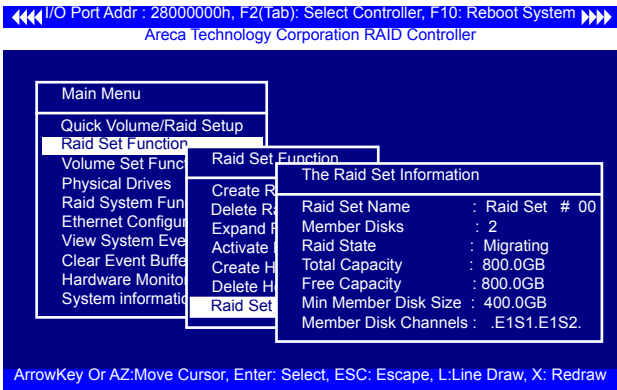 I/O Port Addr : 28000000h, F2(Tab): Select Controller, F10: Reboot System
Areca Technology Corporation RAID Controller
Main Menu
Quick Volume/Raid Setup
Raid Set Function
Volume Set Func
Physical Drives
Raid System Fun
Ethernet Configur
View System Eve
Clear Event Buffe
Hardware Monito
System informatio
Raid Set Function
Create R
Delete Ra
Expand R
Activate
Create H
Delete Ho
Raid Set
The Raid Set Information
Raid Set Name : Raid Set # 00
Member Disks : 2
Raid State : Migrating
Total Capacity : 800.0GB
Free Capacity : 800.0GB
Min Member Disk Size : 400.0GB
Member Disk Channels : .E1S1.E1S2.
ArrowKey Or AZ:Move Cursor, Enter: Select, ESC: Escape, L:Line Draw, X: Redraw